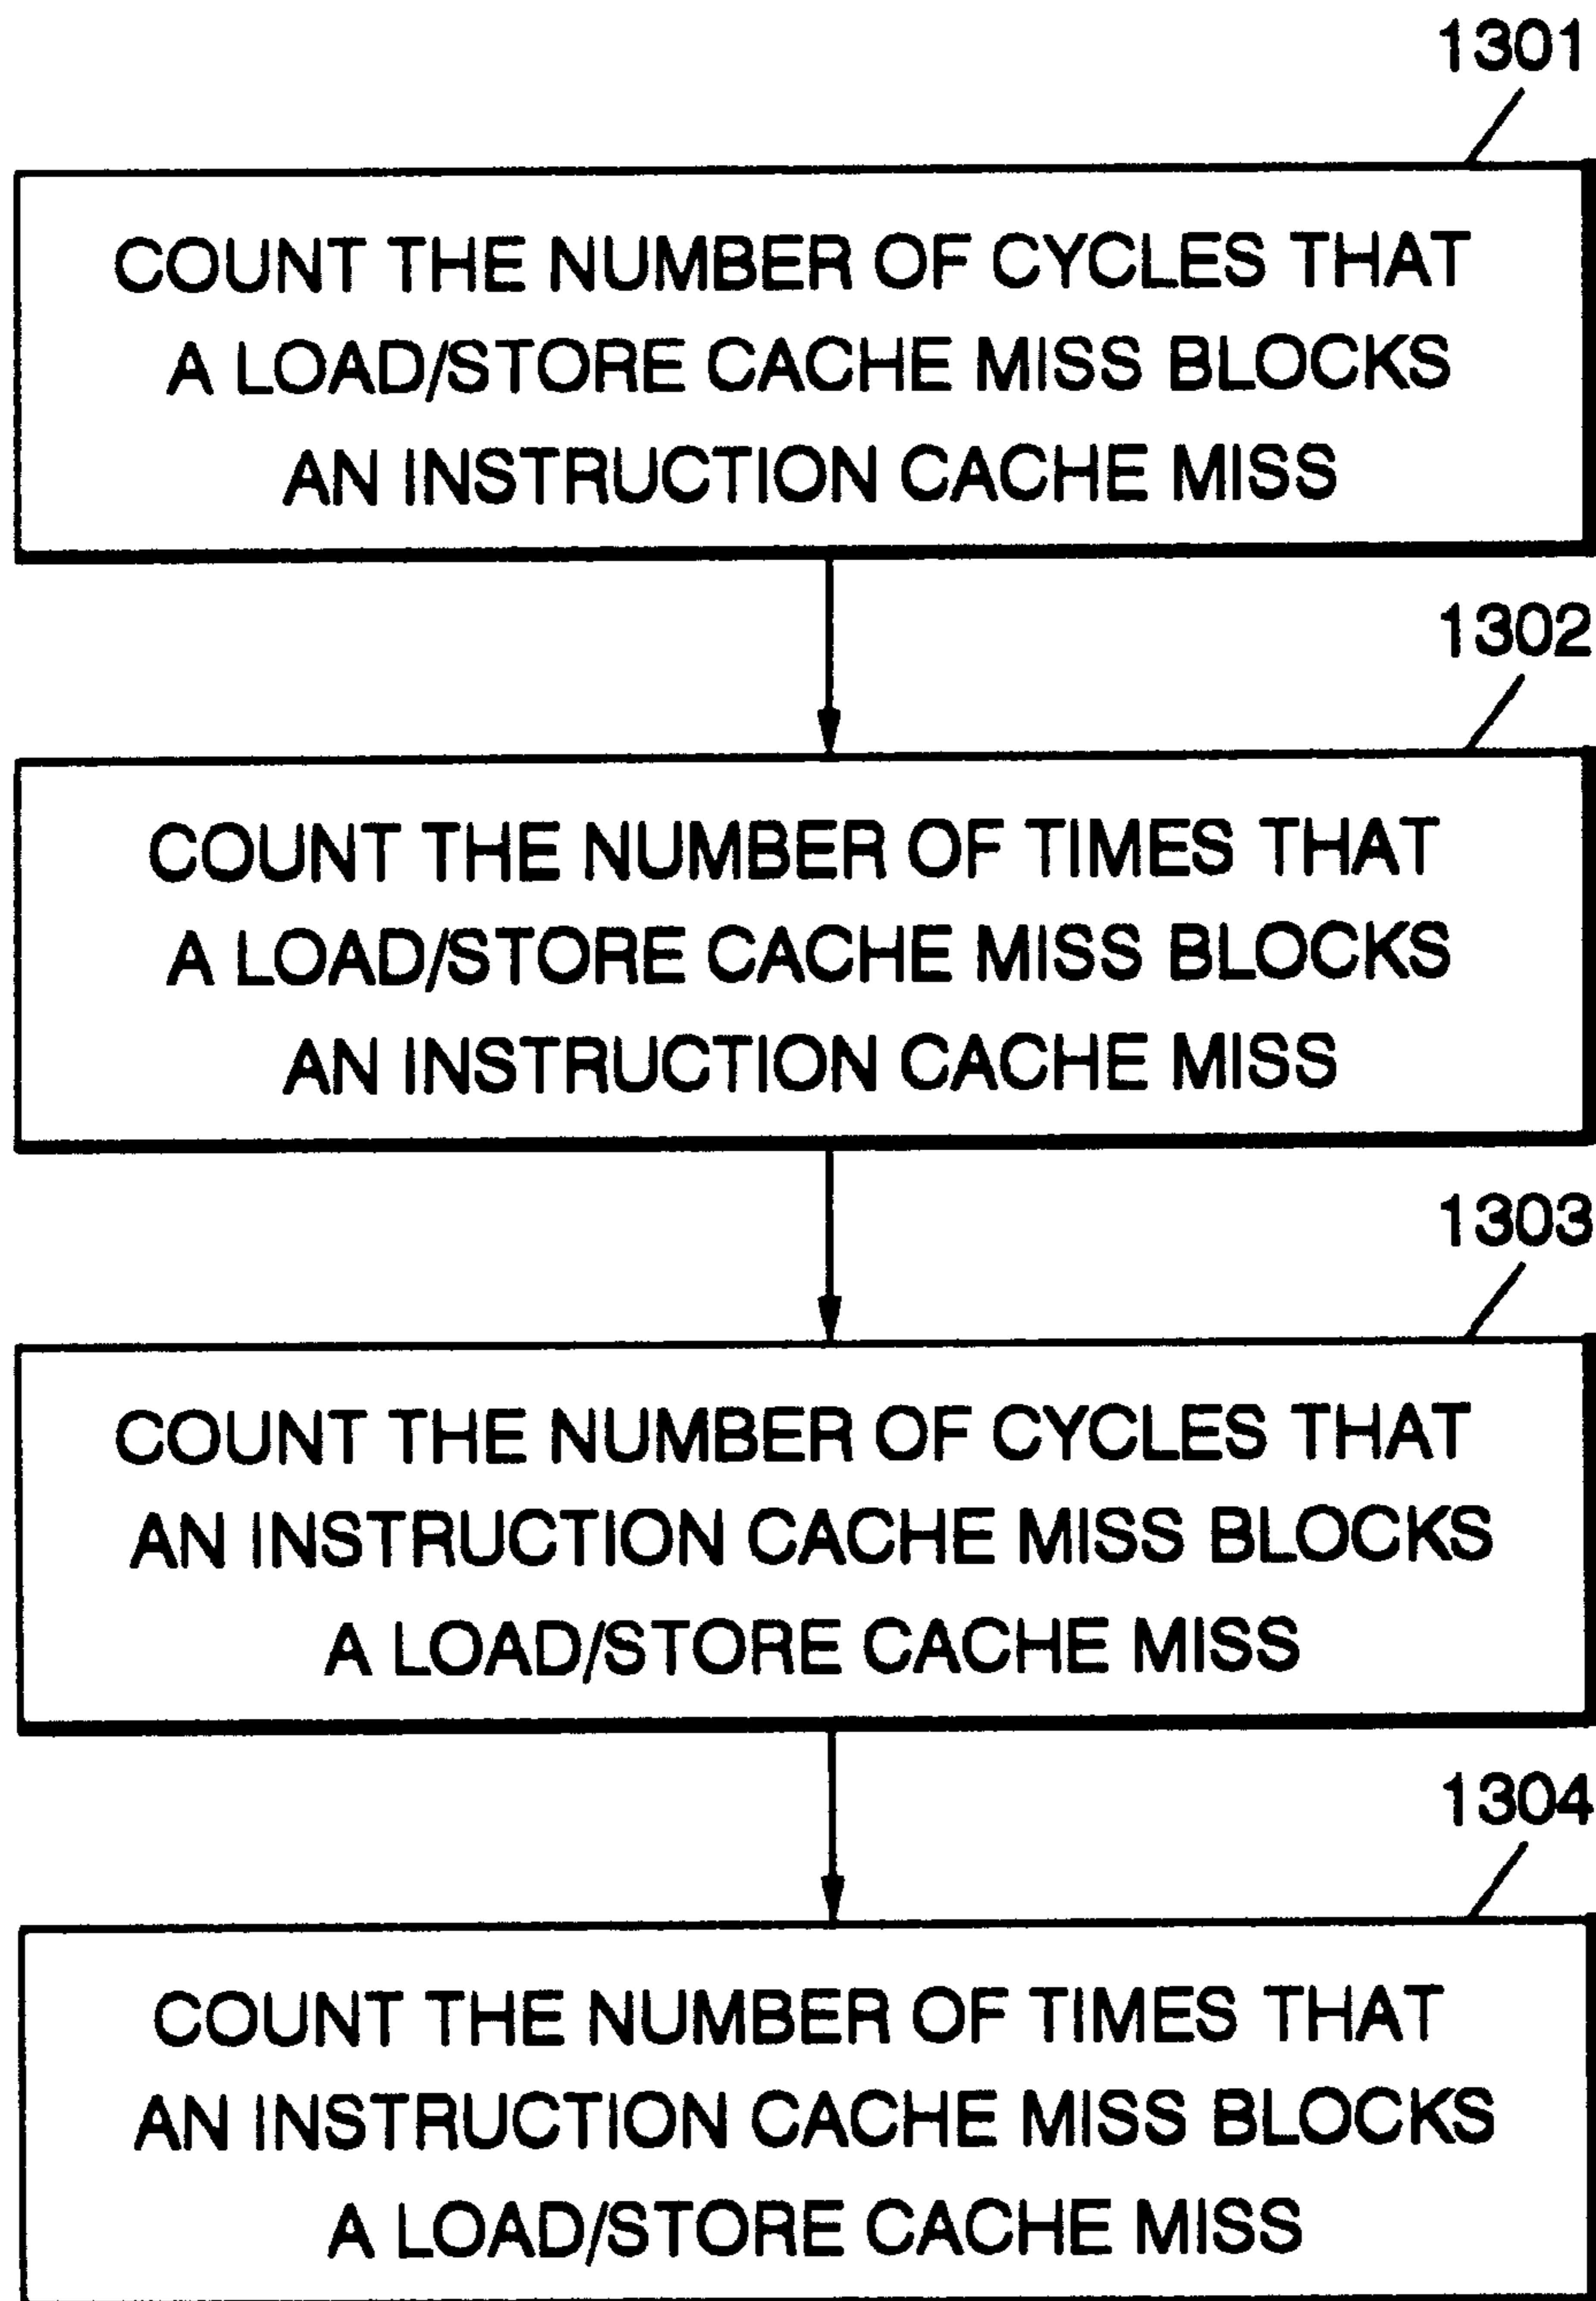 1301
COUNT THE NUMBER OF CYCLES THAT
A LOAD/STORE CACHE MISS BLOCKS
AN INSTRUCTION CACHE MISS
1302
COUNT THE NUMBER OF TIMES THAT
A LOAD/STORE CACHE MISS BLOCKS
AN INSTRUCTION CACHE MISS
1303
COUNT THE NUMBER OF CYCLES THAT
AN INSTRUCTION CACHE MISS BLOCKS
A LOAD/STORE CACHE MISS
1304
COUNT THE NUMBER OF TIMES THAT
AN INSTRUCTION CACHE MISS BLOCKS
A LOAD/STORE CACHE MISS